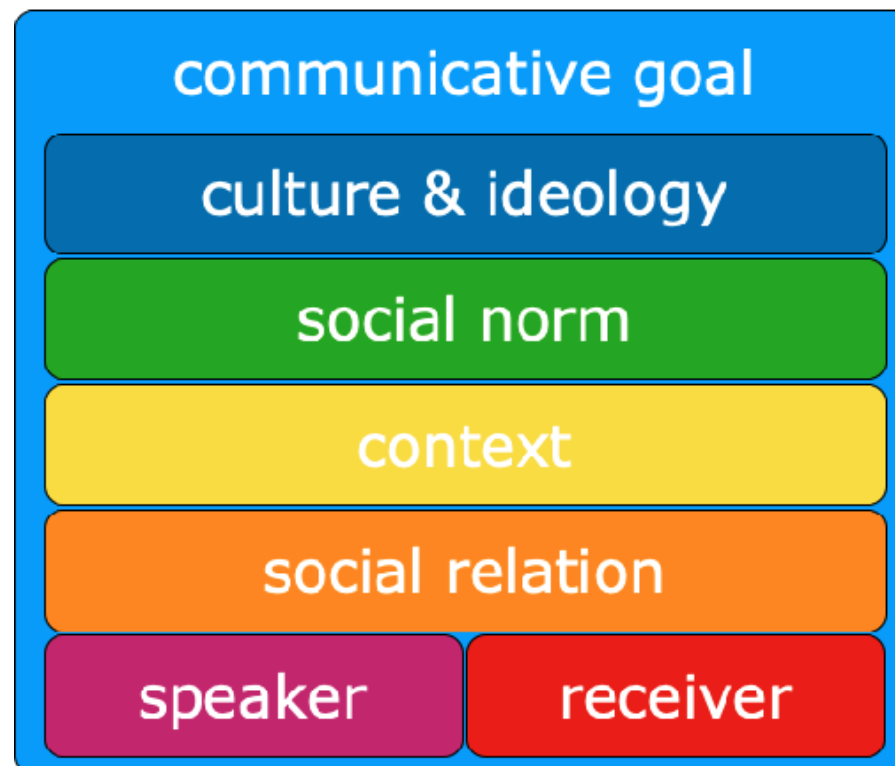 communicative goal
culture & ideology
social norm
context
social relation
speaker receiver